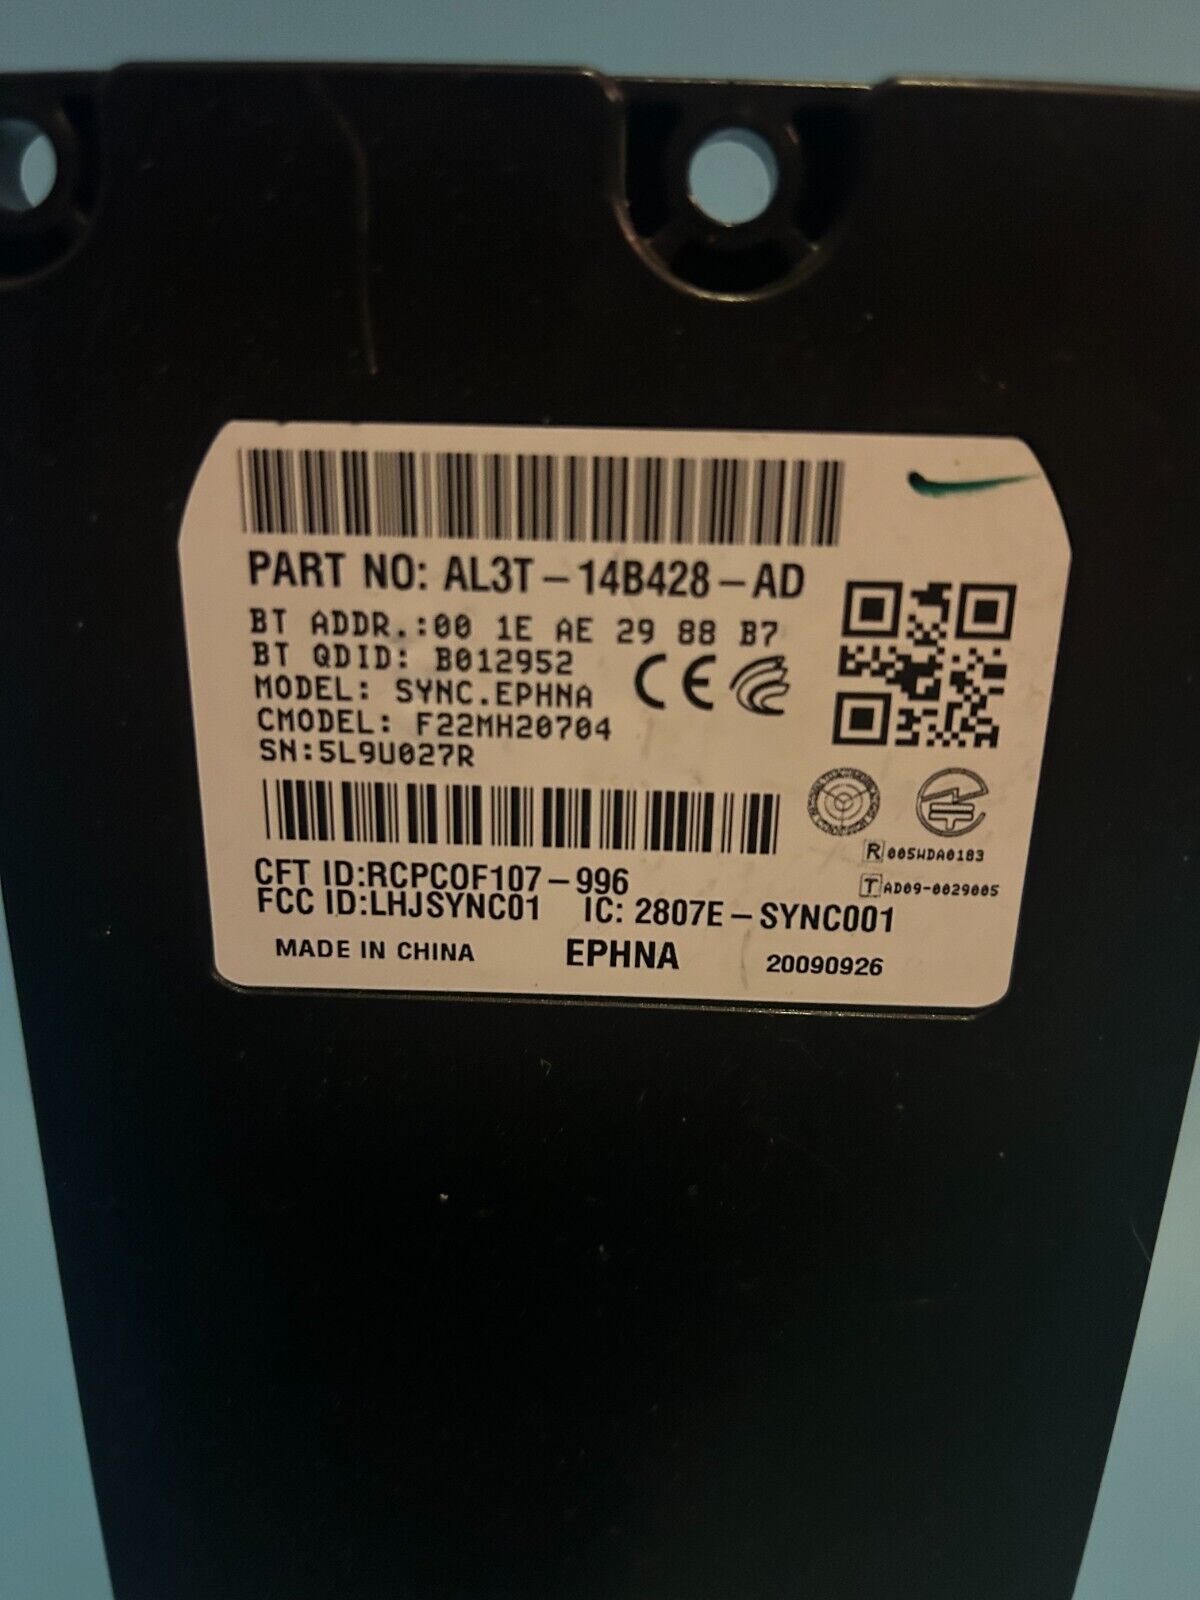 PART NO: AL3T-14B428-AD
BT ADDR.:00 1E AE 29 88 B7
BT QDID: B012952
MODEL: SYNC.EPHNA
CE
CMODEL: F22MH20704
SN:5L9U027R
R 005WDA0183
T AD09-0029005
CFT ID:RCPCOF107-996
FCC ID:LHJSYNC01 IC: 2807E-SYNC001
MADE IN CHINA EPHNA 20090926